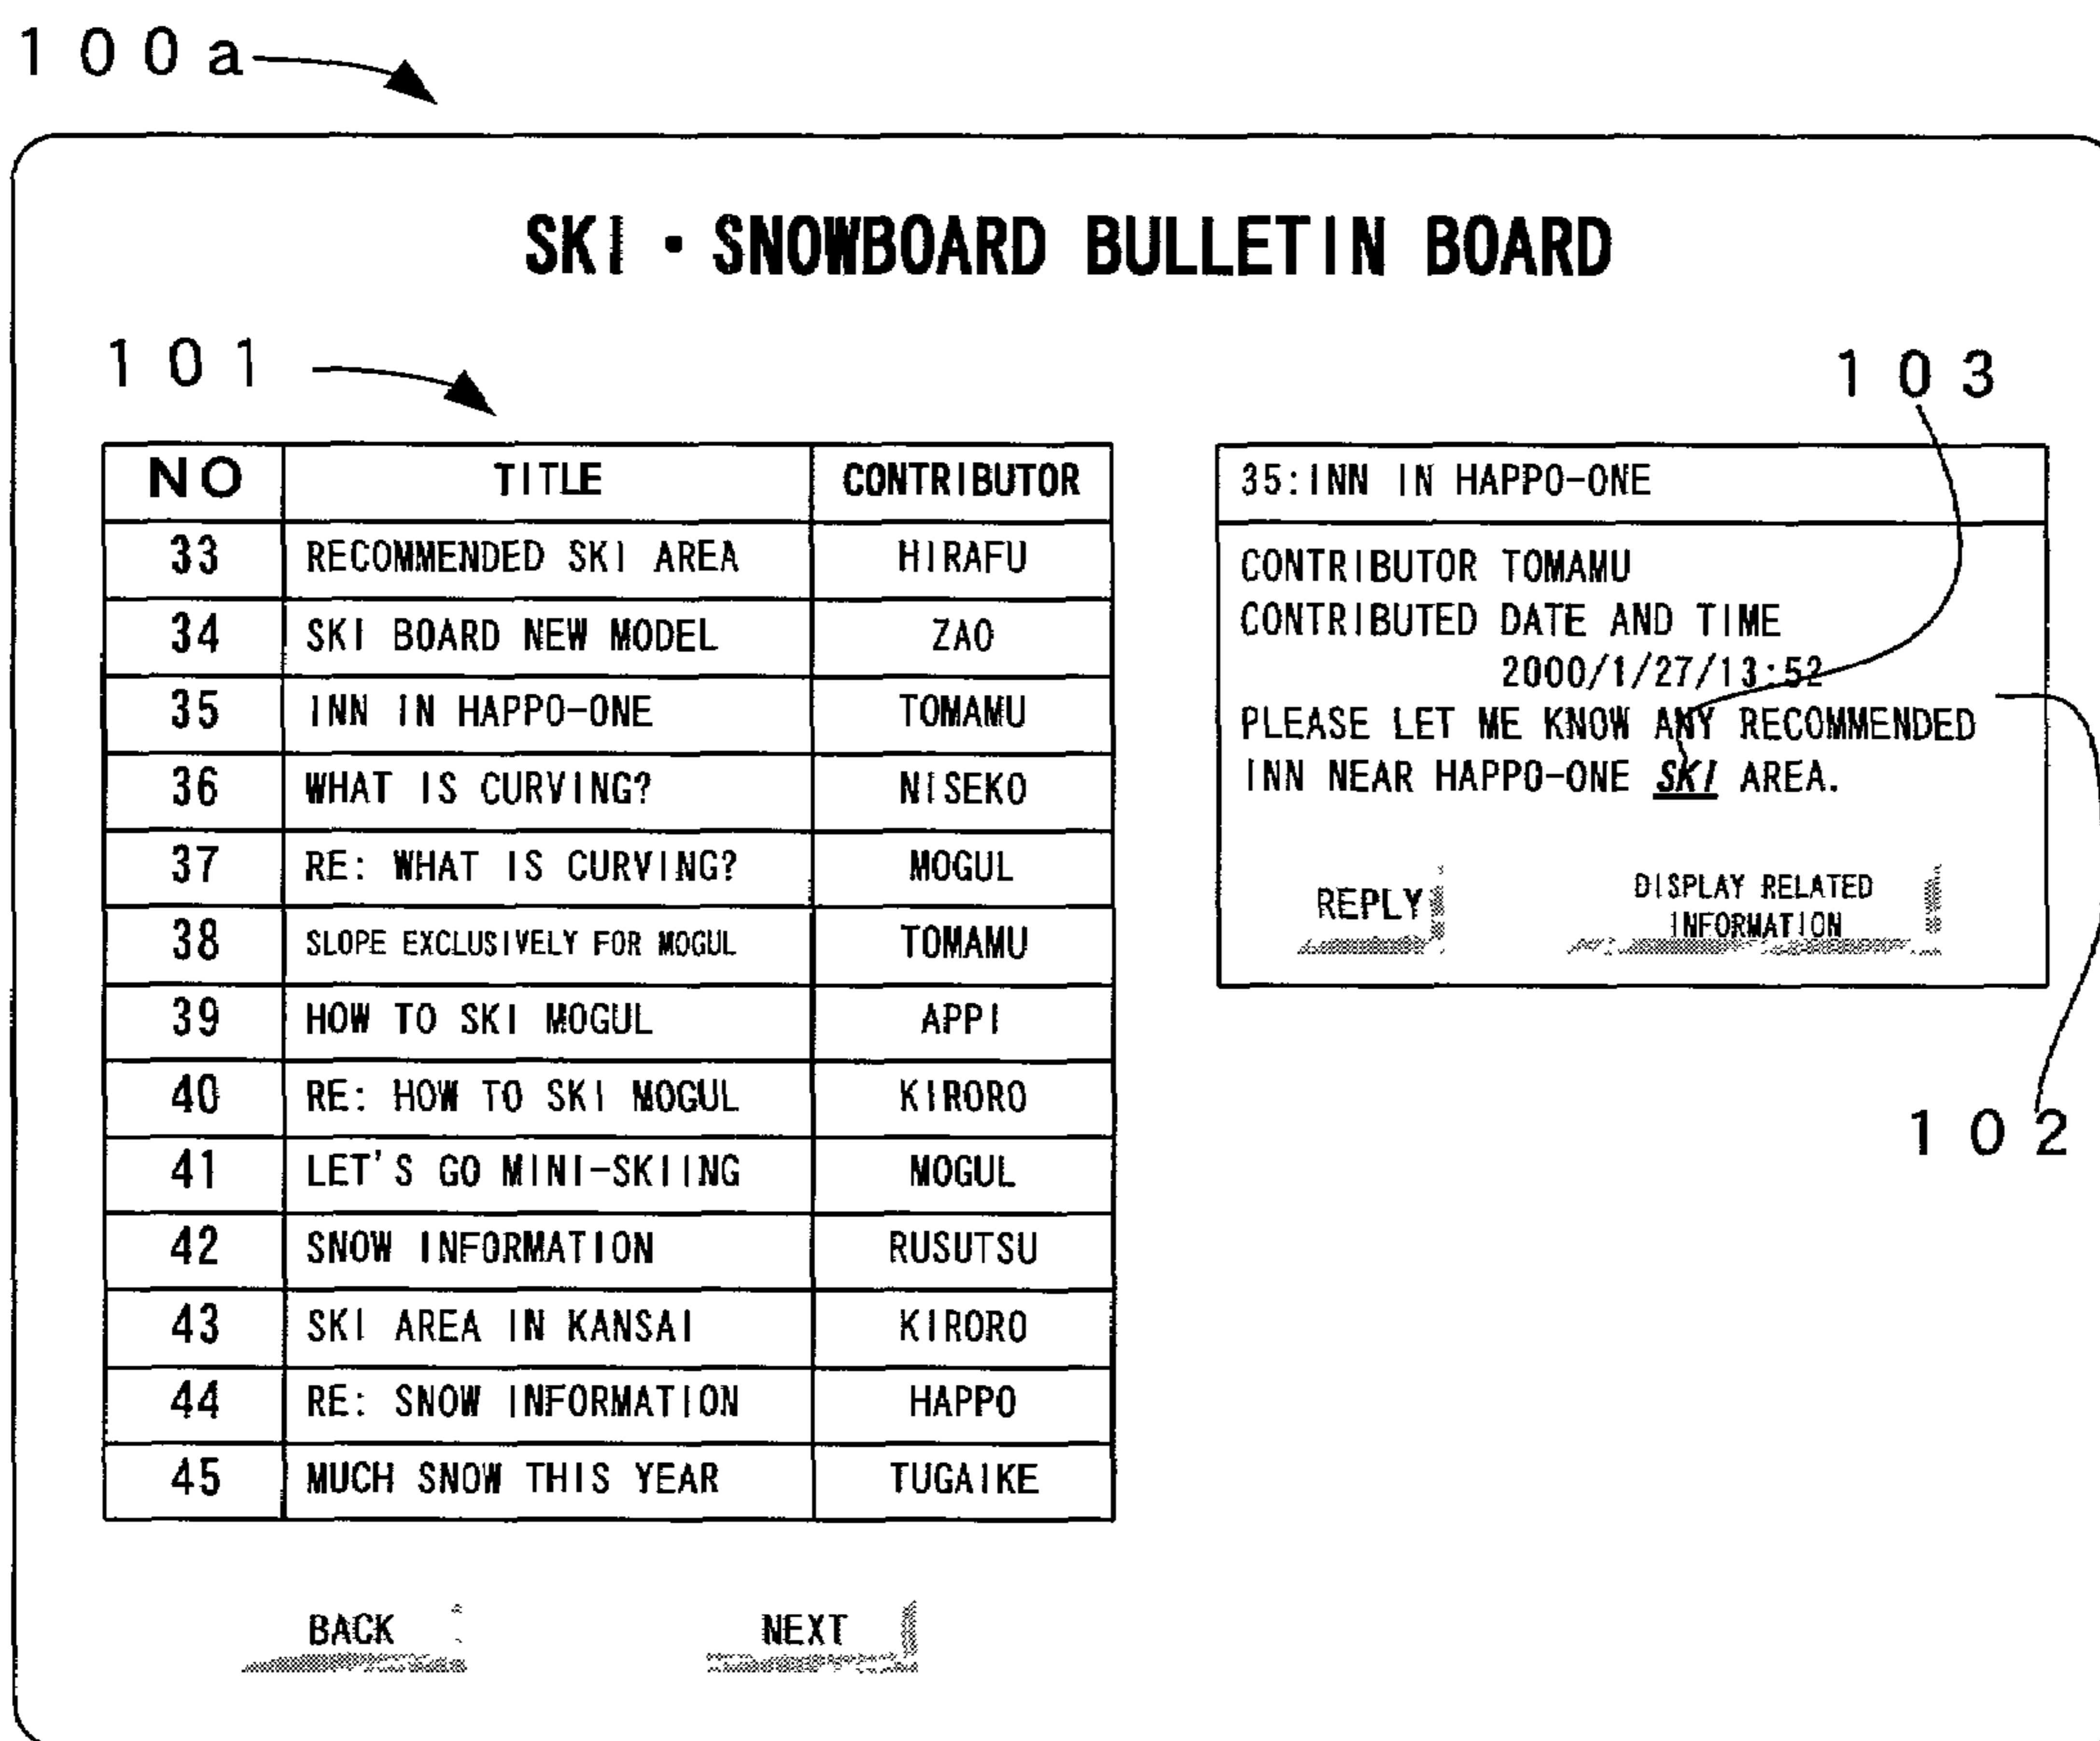 100a
SKI・SNOWBOARD BULLETIN BOARD
101
NO TITLE CONTRIBUTOR
33 RECOMMENDED SKI AREA HIRAFU
34 SKI BOARD NEW MODEL ZAO
35 INN IN HAPPO-ONE TOMAMU
36 WHAT IS CURVING? NISEKO
37 RE: WHAT IS CURVING? MOGUL
38 SLOPE EXCLUSIVELY FOR MOGUL TOMAMU
39 HOW TO SKI MOGUL APPI
40 RE: HOW TO SKI MOGUL KIRORO
41 LET'S GO MINI-SKIING MOGUL
42 SNOW INFORMATION RUSUTSU
43 SKI AREA IN KANSAI KIRORO
44 RE: SNOW INFORMATION HAPPO
45 MUCH SNOW THIS YEAR TUGAIKE
BACK NEXT
103
35:INN IN HAPPO-ONE
CONTRIBUTOR TOMAMU
CONTRIBUTED DATE AND TIME
2000/1/27/13:52
PLEASE LET ME KNOW ANY RECOMMENDED
INN NEAR HAPPO-ONE SKI AREA.
REPLY
DISPLAY RELATED
INFORMATION
102